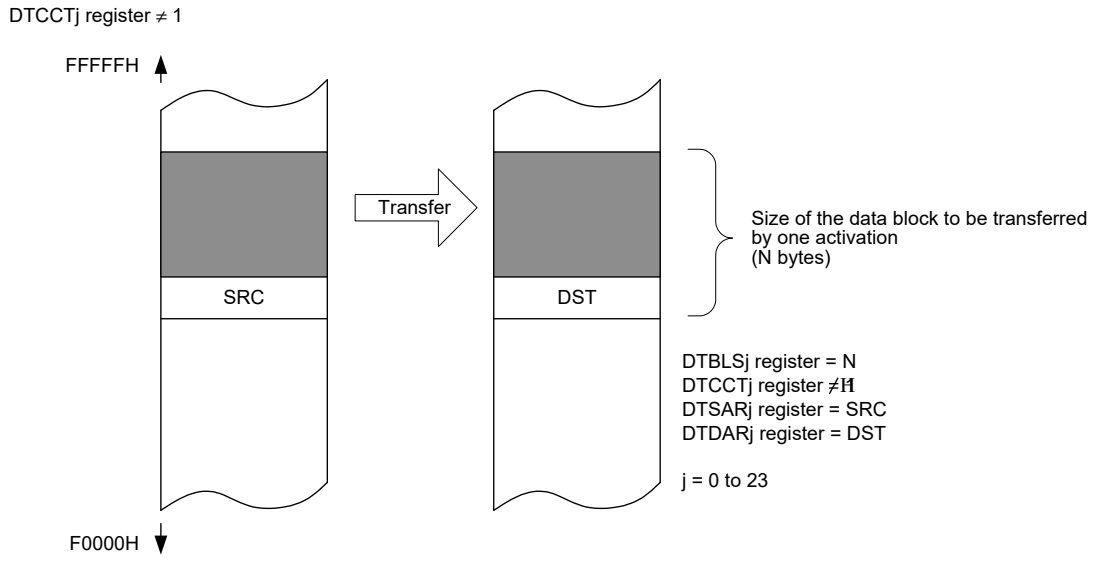 DTCCTj register ≠ 1
FFFFFH
Transfer
Size of the data block to be transferred
by one activation
(N bytes)
SRC
DST
DTBLSj register = N
DTCCTj register ≠
DTSARj register = SRC
DTDARj register = DST
j = 0 to 23
F0000H